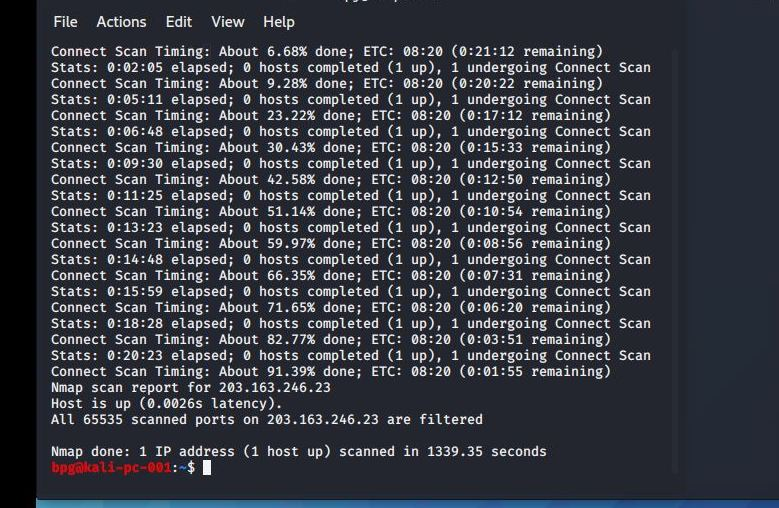 File Actions Edit View Help
Connect Scan Timing: About 6.68% done; ETC: 08:20 (0:21:12 remaining)
Stats: 0:02:05 elapsed; 0 hosts completed (1 up), 1 undergoing Connect Scan
Connect Scan Timing: About 9.28% done; ETC: 08:20 (0:20:22 remaining)
Stats: 0:05:11 elapsed; 0 hosts completed (1 up), 1 undergoing Connect Scan
Connect Scan Timing: About 23.22% done; ETC: 08:20 (0:17:12 remaining)
Stats: 0:06:48 elapsed; 0 hosts completed (1 up), 1 undergoing Connect Scan
Connect Scan Timing: About 30.43% done; ETC: 08:20 (0:15:33 remaining)
Stats: 0:09:30 elapsed; 0 hosts completed (1 up), 1 undergoing Connect Scan
Connect Scan Timing: About 42.58% done; ETC: 08:20 (0:12:50 remaining)
Stats: 0:11:25 elapsed; 0 hosts completed (1 up), 1 undergoing Connect Scan
Connect Scan Timing: About 51.14% done; ETC: 08:20 (0:10:54 remaining)
Stats: 0:13:23 elapsed; 0 hosts completed (1 up), 1 undergoing Connect Scan
Connect Scan Timing: About 59.97% done; ETC: 08:20 (0:08:56 remaining)
Stats: 0:14:48 elapsed; 0 hosts completed (1 up), 1 undergoing Connect Scan
Connect Scan Timing: About 66.35% done; ETC: 08:20 (0:07:31 remaining)
Stats: 0:15:59 elapsed; 0 hosts completed (1 up), 1 undergoing Connect Scan
Connect Scan Timing: About 71.65% done; ETC: 08:20 (0:06:20 remaining)
Stats: 0:18:28 elapsed; 0 hosts completed (1 up), 1 undergoing Connect Scan
Connect Scan Timing: About 82.77% done; ETC: 08:20 (0:03:51 remaining)
Stats: 0:20:23 elapsed; 0 hosts completed (1 up), 1 undergoing Connect Scan
Connect Scan Timing: About 91.39% done; ETC: 08:20 (0:01:55 remaining)
Nmap scan report for 203.163.246.23
Host is up (0.0026s latency).
All 65535 scanned ports on 203.163.246.23 are filtered
Nmap done: 1 IP address (1 host up) scanned in 1339.35 seconds
bpg@kali-pc-001:~$